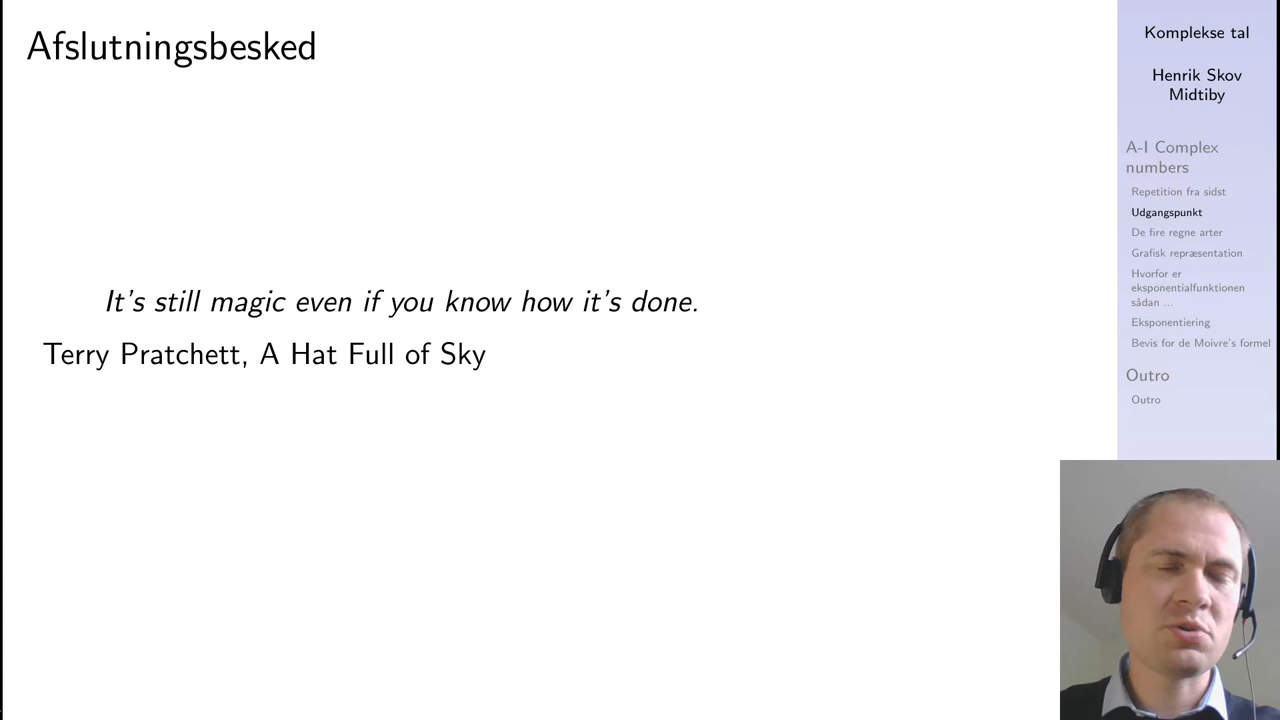 Afslutningsbesked
It's still magic even if you know how it's done.
Terry Pratchett, A Hat Full of Sky
Komplekse tal
Henrik Skov
Midtiby
A-I Complex
numbers
Repetition fra sidst
Udgangspunkt
De fire regne arter
Grafisk repræsentation
Hvorfor er
eksponentialfunktionen
sådan ...
Eksponentiering
Bevis for de Moivre's formel
Outro
Outro